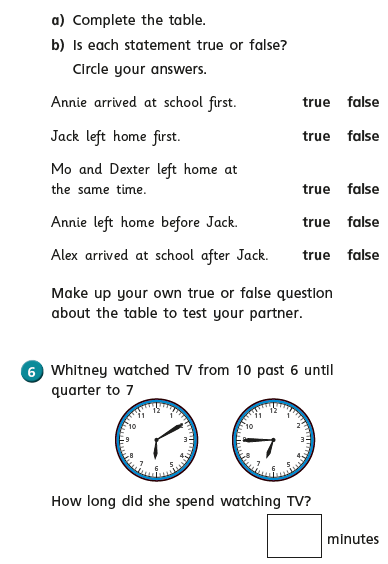 a) Complete the table.
b) Is each statement true or false?
Circle your answers.
Annie arrived at school first. true false
Jack left home first. true false
Mo and Dexter left home at
the same time. true false
Annie left home before Jack. true false
Alex arrived at school after Jack. true false
Make up your own true or false question
about the table to test your partner.
6 Whitney watched TV from 10 past 6 until
quarter to 7
12 1 2 3 4 5 6 7 8 9 10 11
12 1 2 3 4 5 6 7 8 9 10 11
How long did she spend watching TV?
minutes